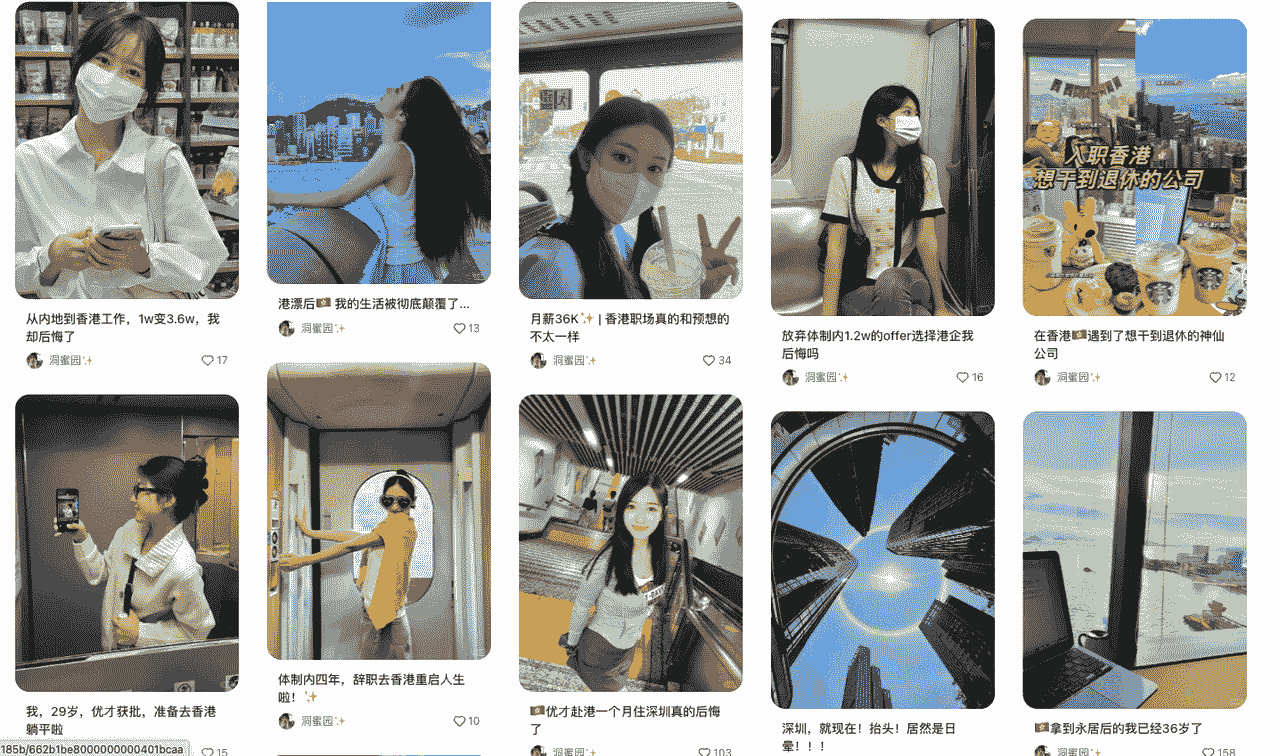 从内地到香港工作，1w变3.6w，我
却后悔了
洞蜜园
17
港漂后 我的生活被彻底颠覆了...
洞蜜园
13
月薪36K✨ | 香港职场真的和预想的
不太一样
洞蜜园
34
放弃体制内1.2w的offer选择港企我
后悔吗
洞蜜园
16
入职香港
想干到退休的公司
在香港遇到了想干到退休的神仙
公司
洞蜜园
12
我，29岁，优才获批，准备去香港
躺平啦
15
体制内四年，辞职去香港重启人生
啦！✨
洞蜜园
10
优才赴港一个月住深圳真的后悔
了
洞蜜园
103
深圳，就现在！抬头！居然是日
晕！！！
拿到永居后的我已经36岁了
洞蜜园
158
185b/662b1be8000000000401bcaa